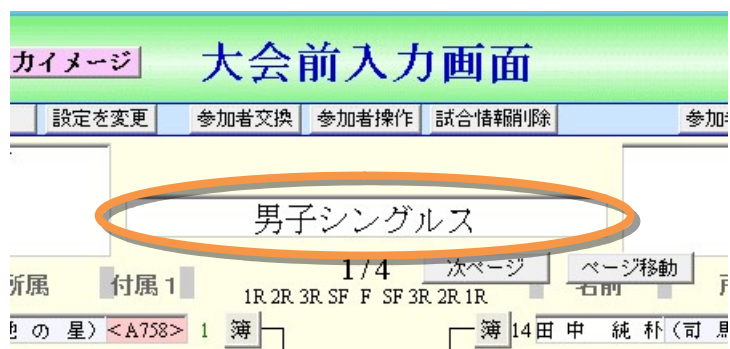 カイメージ 大会前入力画面
設定を変更 参加者交換 参加者操作 試合情報削除 参加
男子シングルス
1/4 次ページ ページ移動
所属 付属1 名前
1R 2R 3R SF F SF 3R 2R 1R
の 星) <A758> 1 簿 簿 14 田 中 純 朴 (司 馬